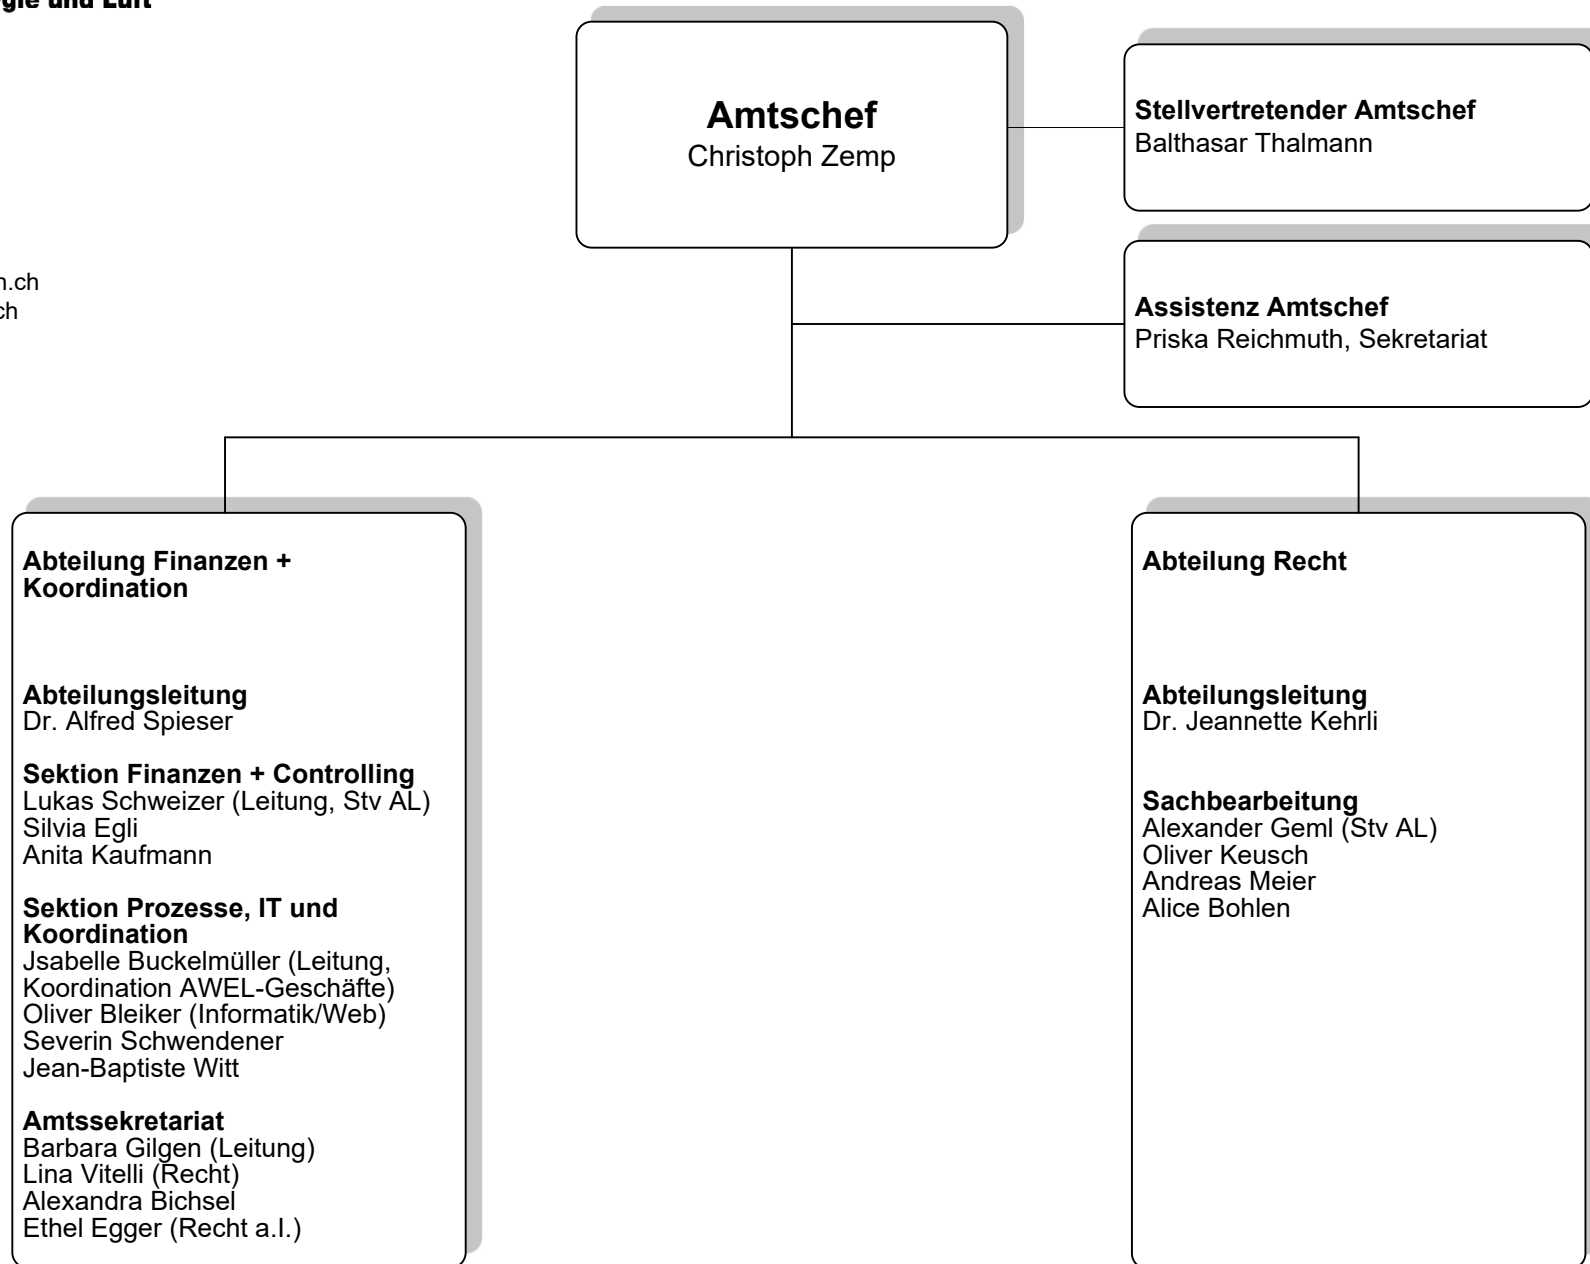 und Luft
Amtschef
Christoph Zemp
Stellvertretender Amtschef
Balthasar Thalmann
n.ch
ch
Assistenz Amtschef
Priska Reichmuth, Sekretariat
Abteilung Finanzen +
Koordination
Abteilungsleitung
Dr. Alfred Spieser
Sektion Finanzen + Controlling
Lukas Schweizer (Leitung, Stv AL)
Silvia Egli
Anita Kaufmann
Sektion Prozesse, IT und
Koordination
Jsabelle Buckelmüller (Leitung,
Koordination AWEL-Geschäfte)
Oliver Bleiker (Informatik/Web)
Severin Schwendener
Jean-Baptiste Witt
Amtssekretariat
Barbara Gilgen (Leitung)
Lina Vitelli (Recht)
Alexandra Bichsel
Ethel Egger (Recht a.I.)
Abteilung Recht
Abteilungsleitung
Dr. Jeannette Kehrli
Sachbearbeitung
Alexander Geml (Stv AL)
Oliver Keusch
Andreas Meier
Alice Bohlen